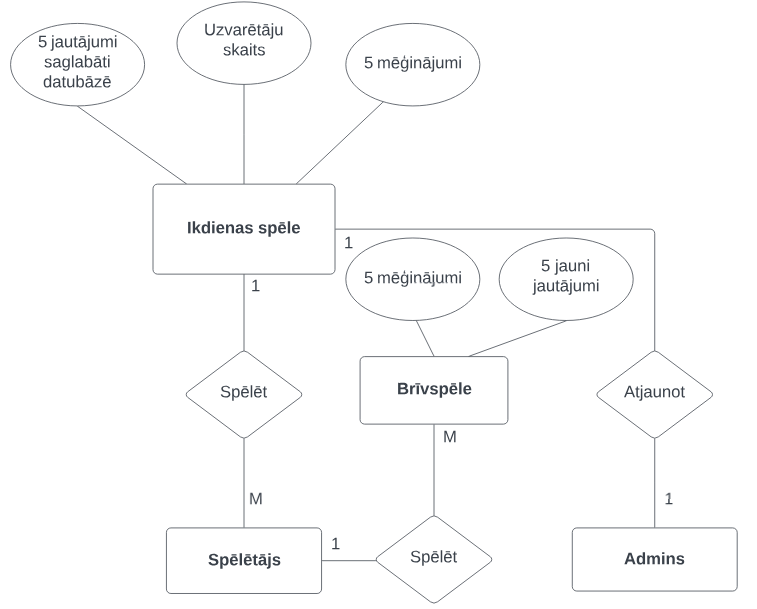 5 jautājumi
saglabāti
datubāzē
Uzvarētāju
skaits
5 mēģinājumi
Ikdienas spēle
1
1
5 mēģinājumi
5 jauni
jautājumi
Spēlēt
Brīvspēle
Atjaunot
M
M
1
Spēlētājs
1
Spēlēt
Admins